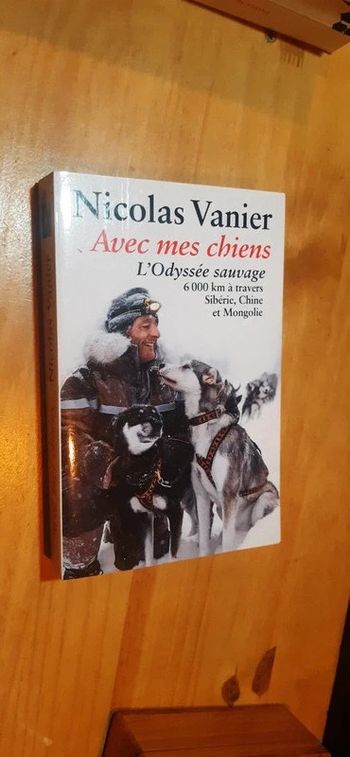 Nicolas Vanier
Avec mes chiens
L'Odyssée sauvage
6 000 km à travers
Sibérie, Chine
et Mongolie
Nicolas Vanier